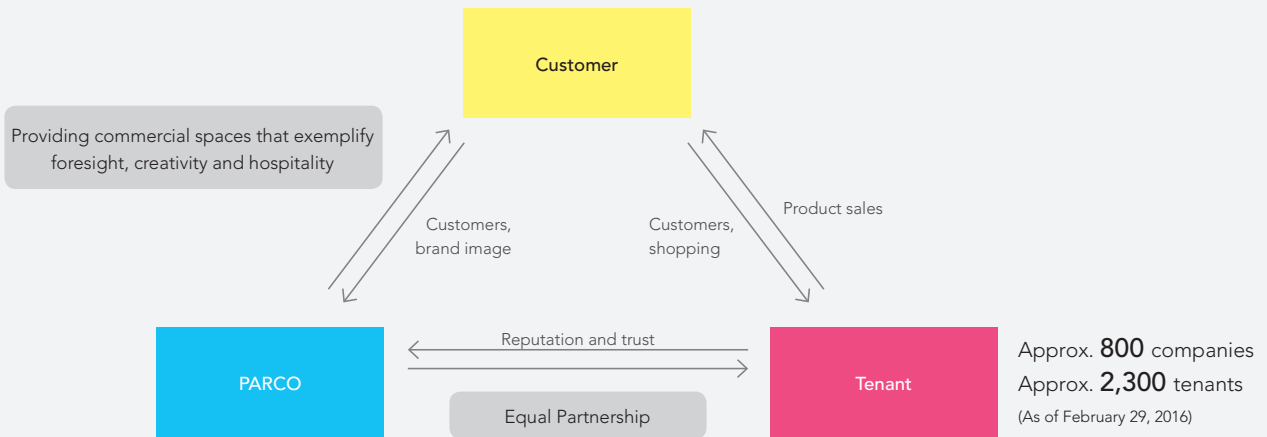 Customer
Providing commercial spaces that exemplify
foresight, creativity and hospitality
Customers,
brand image
Customers,
shopping
Product sales
PARCO
Reputation and trust
Equal Partnership
Tenant
Approx. 800 companies
Approx. 2,300 tenants
(As of February 29, 2016)